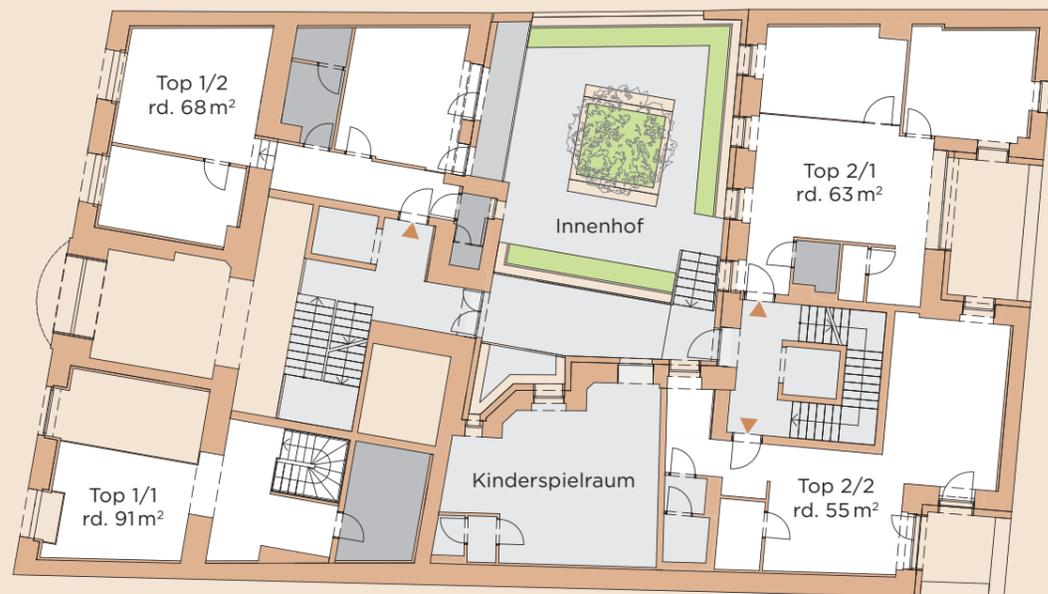 Top 1/2
rd. 68 m²
Top 2/1
rd. 63 m²
Innenhof
Kinderspielraum
Top 1/1
rd. 91 m²
Top 2/2
rd. 55 m²